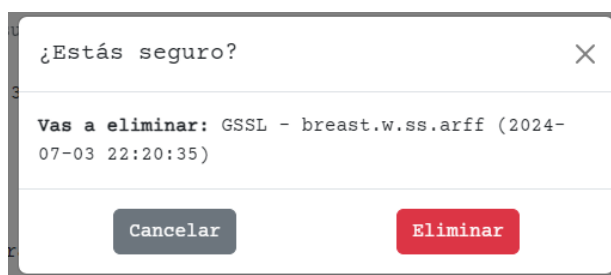 ¿Estás seguro?
Vas a eliminar: GSSL - breast.w.ss.arff (2024-
07-03 22:20:35)
Cancelar
Eliminar